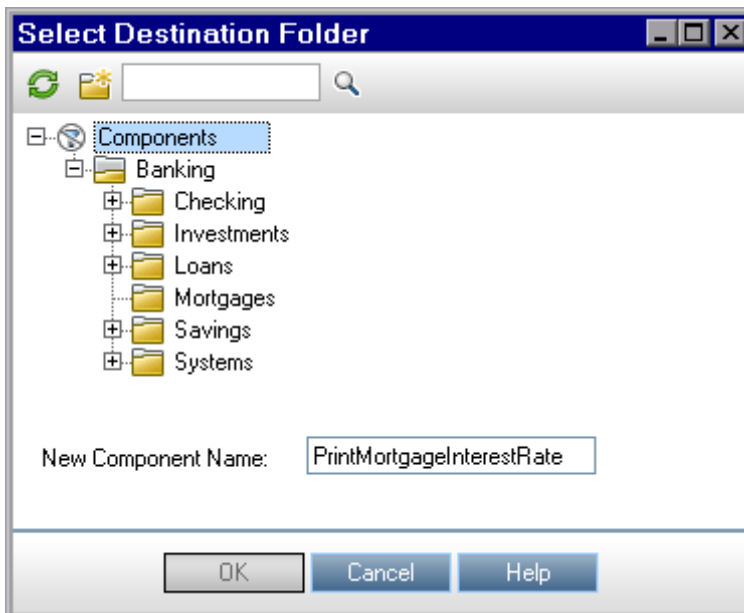 Select Destination Folder
Components
Banking
Checking
Investments
Loans
Mortgages
Savings
Systems
New Component Name: PrintMortgageInterestRate
OK Cancel Help